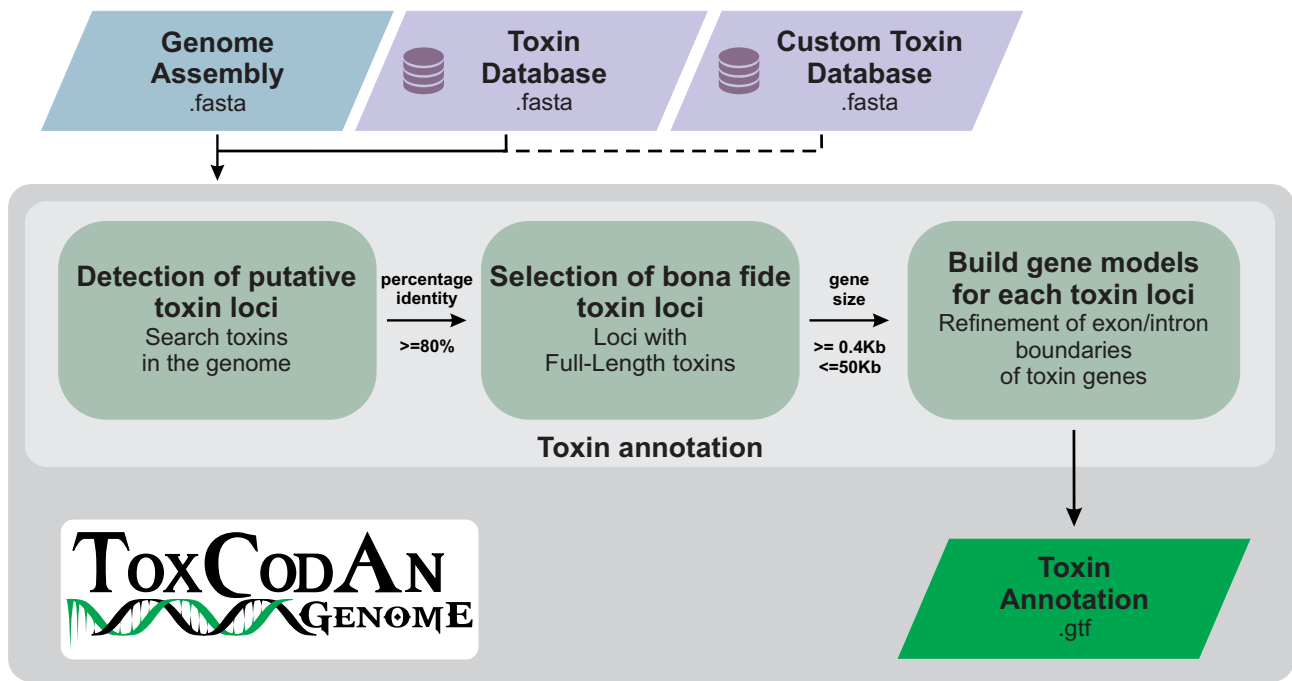 Genome
Assembly
.fasta
Toxin
Database
.fasta
Custom Toxin
Database
.fasta
Detection of putative
toxin loci
Search toxins
in the genome
percentage
identity
>=80%
Selection of bona fide
toxin loci
Loci with
Full-Length toxins
gene
size
>= 0.4Kb
<=50Kb
Build gene models
for each toxin loci
Refinement of exon/intron
boundaries
of toxin genes
Toxin annotation
TOXCODAN
GENOME
Toxin
Annotation
.gtf